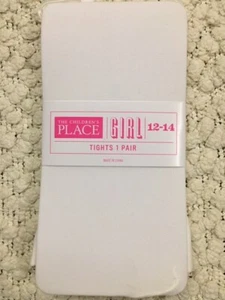 THE CHILDREN'S
PLACE
GIRL 12-14
TIGHTS 1 PAIR